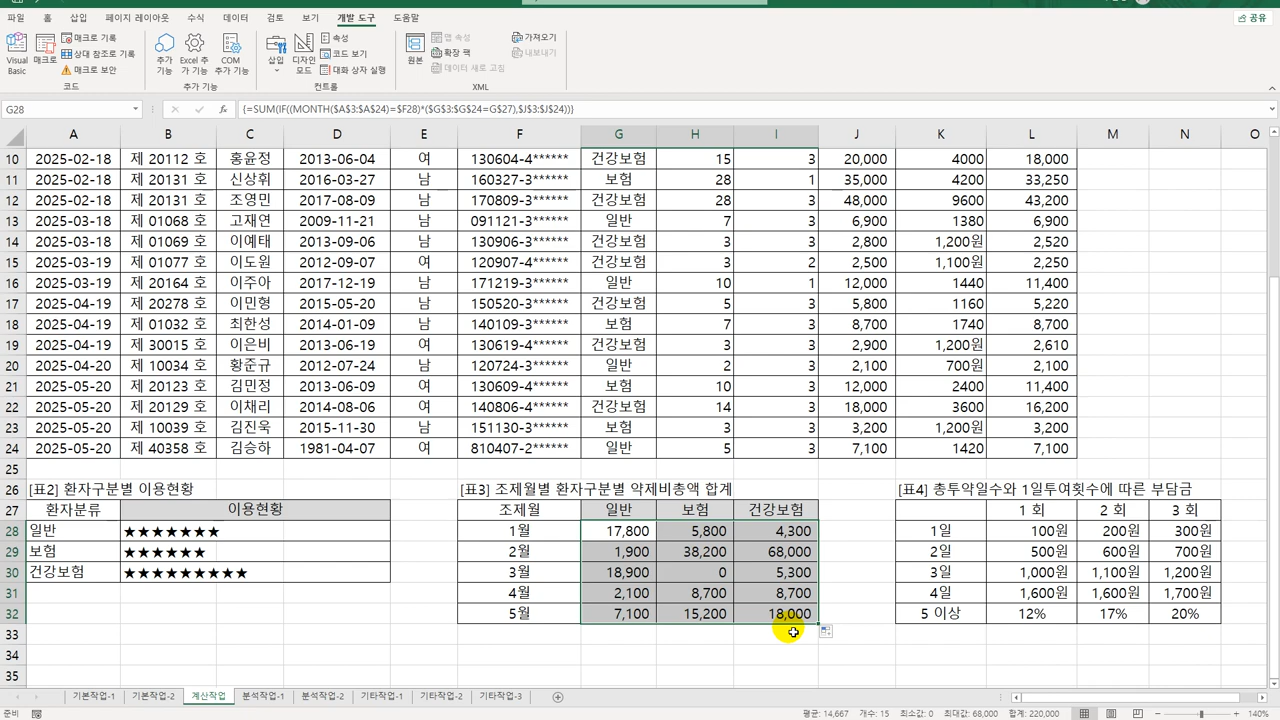 파일 홈 삽입 페이지 레이아웃 수식 데이터 검토 보기 개발 도구 도움말 공유
Visual Basic 매크로 매크로 기록 상대 참조로 기록 매크로 보안 코드
추가 기능 Excel 추가 기능 COM 추가 기능 추가 기능
삽입 디자인 모드 속성 코드 보기 대화 상자 실행 컨트롤
원본 맵 속성 확장 팩 데이터 새로 고침 가져오기 내보내기 XML
G28 fx {=SUM(IF((MONTH($A$3:$A$24)=$F28)*($G$3:$G$24=G$27),$J$3:$J$24))}
A B C D E F G H I J K L M N O
10 2025-02-18 제 20112 호 홍윤정 2013-06-04 여 130604-4****** 건강보험 15 3 20,000 4000 18,000
11 2025-02-18 제 20131 호 신상휘 2016-03-27 남 160327-3****** 보험 28 1 35,000 4200 33,250
12 2025-02-18 제 20131 호 조영민 2017-08-09 남 170809-3****** 건강보험 28 3 48,000 9600 43,200
13 2025-03-18 제 01068 호 고재연 2009-11-21 남 091121-3****** 일반 7 3 6,900 1380 6,900
14 2025-03-18 제 01069 호 이예태 2013-09-06 남 130906-3****** 건강보험 3 3 2,800 1,200원 2,520
15 2025-03-19 제 01077 호 이도원 2012-09-07 여 120907-4****** 건강보험 3 2 2,500 1,100원 2,250
16 2025-03-19 제 20164 호 이주아 2017-12-19 남 171219-3****** 일반 10 1 12,000 1440 11,400
17 2025-04-19 제 20278 호 이민형 2015-05-20 남 150520-3****** 건강보험 5 3 5,800 1160 5,220
18 2025-04-19 제 01032 호 최한성 2014-01-09 남 140109-3****** 보험 7 3 8,700 1740 8,700
19 2025-04-19 제 30015 호 이은비 2013-06-19 여 130619-4****** 건강보험 3 3 2,900 1,200원 2,610
20 2025-04-20 제 10034 호 황준규 2012-07-24 남 120724-3****** 일반 2 3 2,100 700원 2,100
21 2025-05-20 제 20123 호 김민정 2013-06-09 여 130609-4****** 보험 10 3 12,000 2400 11,400
22 2025-05-20 제 20129 호 이채리 2014-08-06 여 140806-4****** 건강보험 14 3 18,000 3600 16,200
23 2025-05-20 제 10039 호 김진욱 2015-11-30 남 151130-3****** 보험 3 3 3,200 1,200원 3,200
24 2025-05-20 제 40358 호 김승하 1981-04-07 여 810407-2****** 일반 5 3 7,100 1420 7,100
25
26 [표2] 환자구분별 이용현황 [표3] 조제월별 환자구분별 약제비총액 합계 [표4] 총투약일수와 1일투여횟수에 따른 부담금
27 환자분류 이용현황 조제월 일반 보험 건강보험 1 회 2 회 3 회
28 일반 ★★★★★★★ 1월 17,800 5,800 4,300 1일 100원 200원 300원
29 보험 ★★★★★★ 2월 1,900 38,200 68,000 2일 500원 600원 700원
30 건강보험 ★★★★★★★★★ 3월 18,900 0 5,300 3일 1,000원 1,100원 1,200원
31 4월 2,100 8,700 8,700 4일 1,600원 1,600원 1,700원
32 5월 7,100 15,200 18,000 5 이상 12% 17% 20%
33
34
35
기본작업-1 기본작업-2 계산작업 분석작업-1 분석작업-2 기타작업-1 기타작업-2 기타작업-3
준비 평균: 14,667 개수: 15 최소값: 0 최대값: 68,000 합계: 220,000 140%